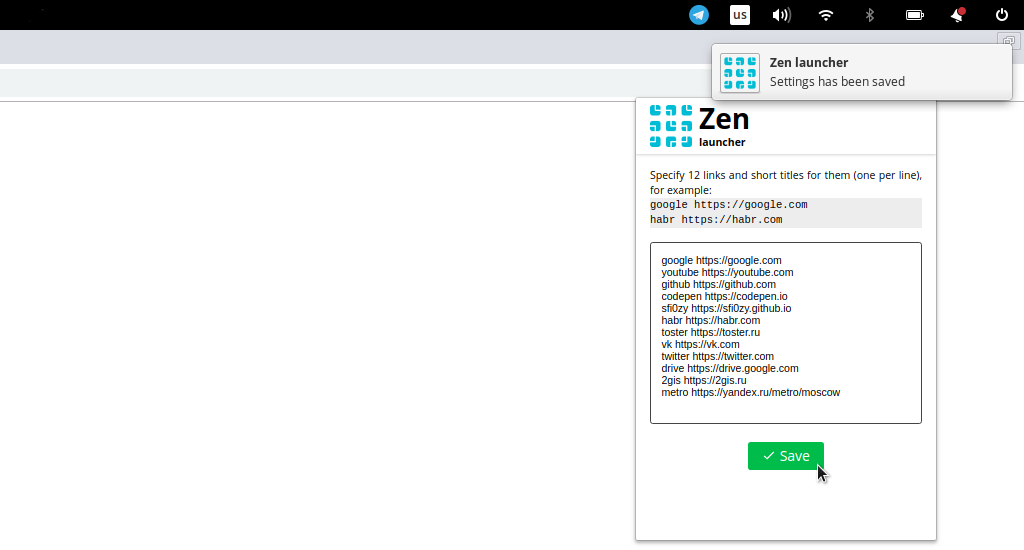 us
Zen launcher
Settings has been saved
Zen
launcher
Specify 12 links and short titles for them (one per line),
for example:
google https://google.com
habr https://habr.com
google https://google.com
youtube https://youtube.com
github https://github.com
codepen https://codepen.io
sfi0zy https://sfi0zy.github.io
habr https://habr.com
toster https://toster.ru
vk https://vk.com
twitter https://twitter.com
drive https://drive.google.com
2gis https://2gis.ru
metro https://yandex.ru/metro/moscow
Save